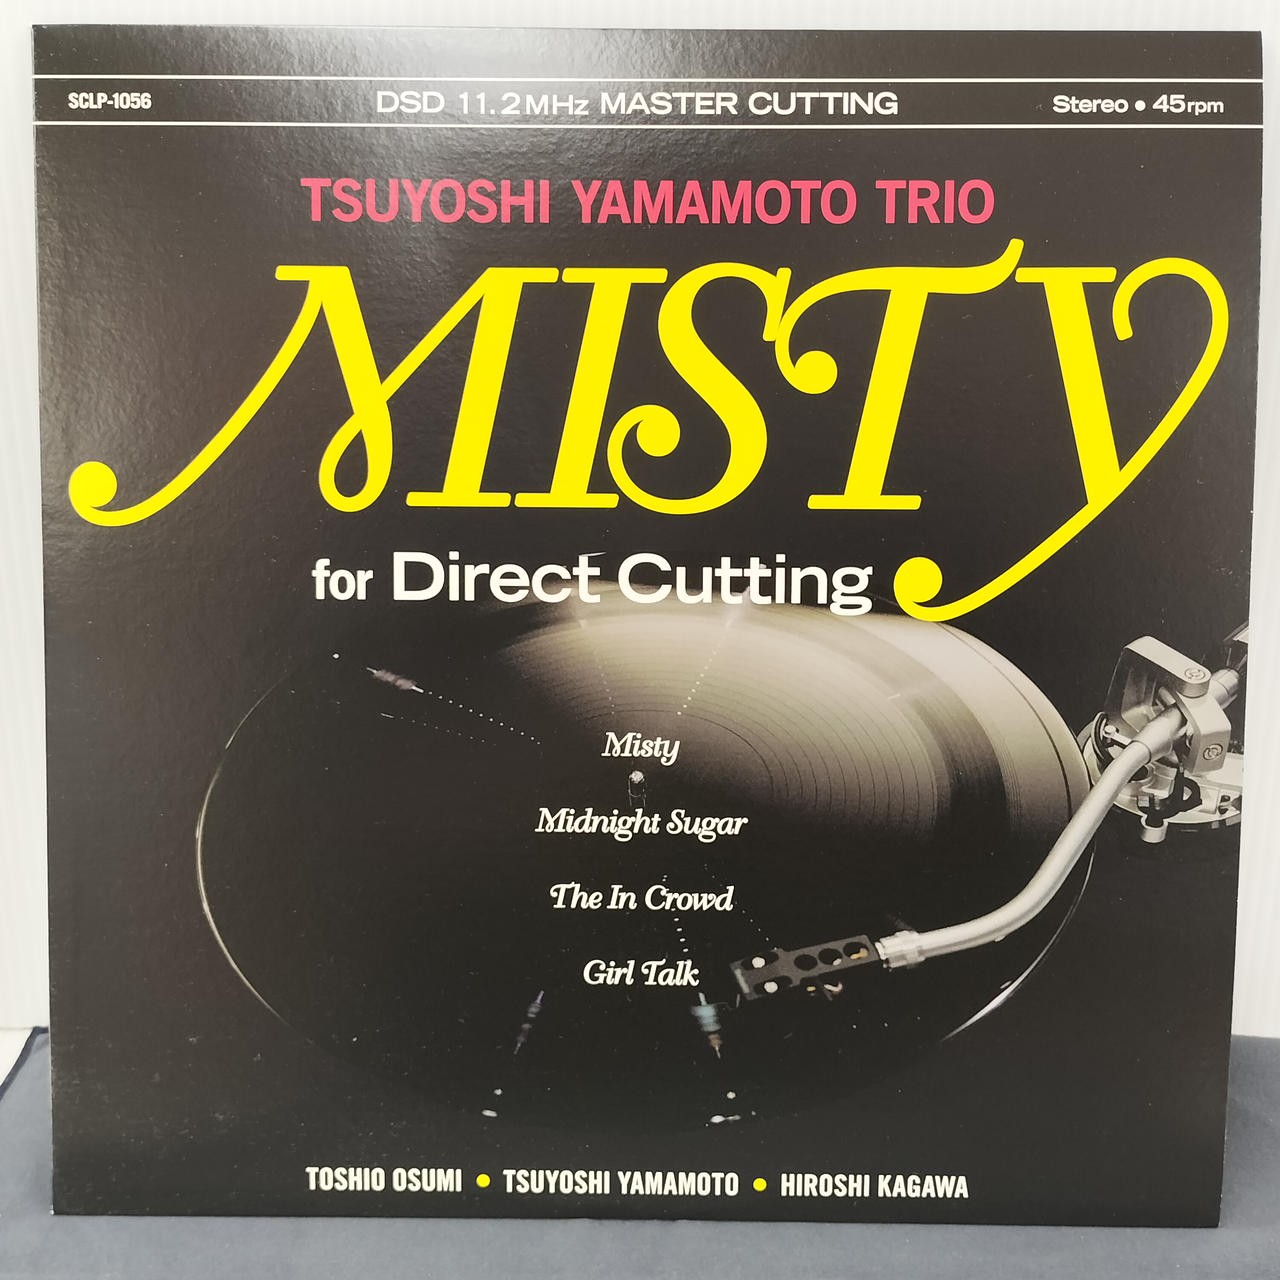 SCLP-1056 DSD 11.2MHz MASTER CUTTING Stereo • 45rpm
TSUYOSHI YAMAMOTO TRIO
MISTY
for Direct Cutting
Misty
Midnight Sugar
The In Crowd
Girl Talk
TOSHIO OSUMI • TSUYOSHI YAMAMOTO • HIROSHI KAGAWA